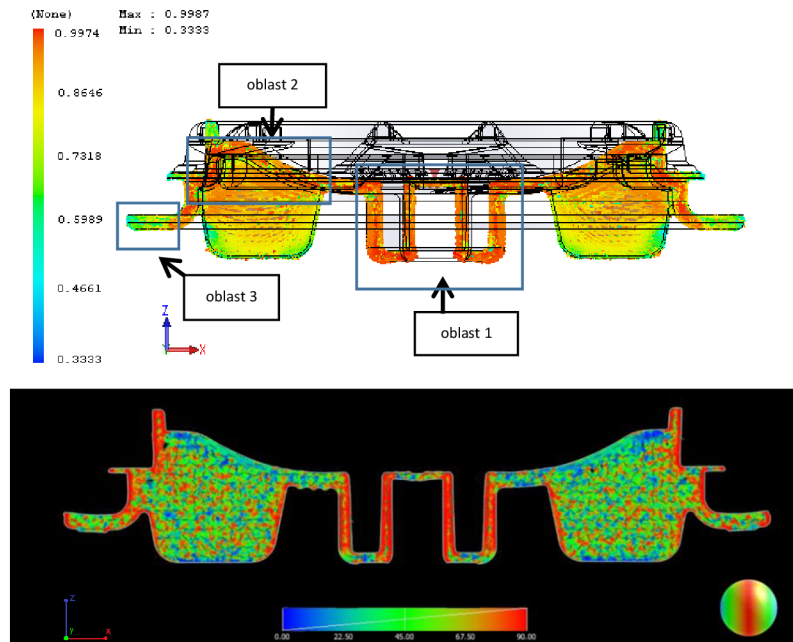 (None) Max : 0.9987
Min : 0.3333
0.9974
0.8646
0.7318
0.5989
0.4661
0.3333
oblast 2
oblast 3
oblast 1
Z
Y X
z
y x
0.00 22.50 45.00 67.50 90.00